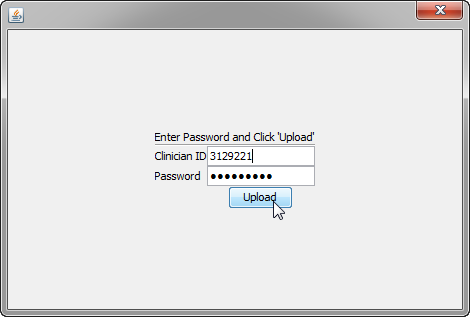 Enter Password and Click 'Upload'
Clinician ID 3129221
Password ●●●●●●●●●
Upload